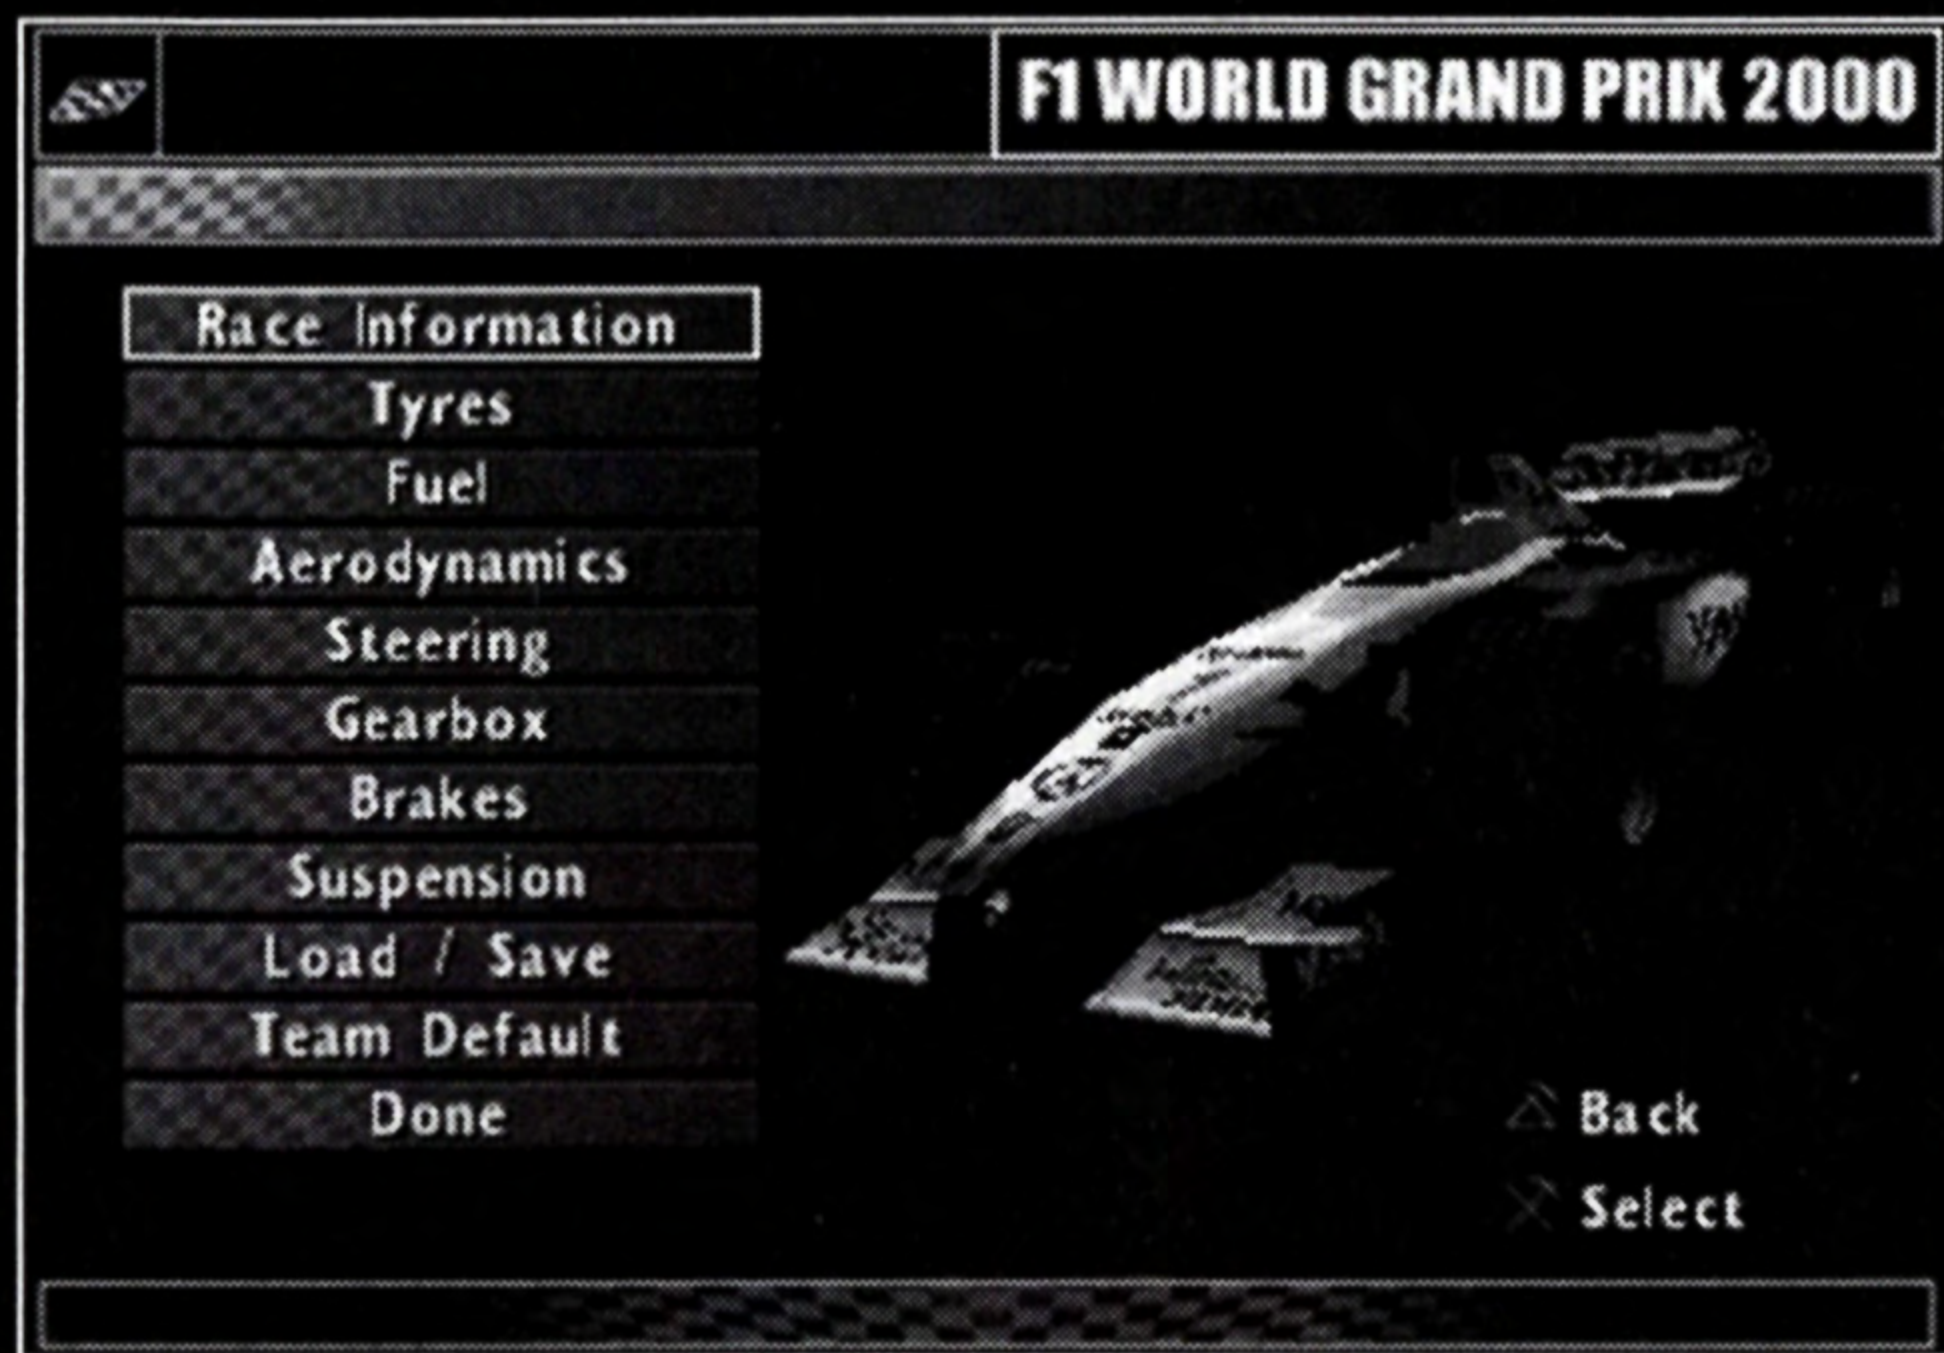 F1 WORLD GRAND PRIX 2000
Race Information
Tyres
Fuel
Aerodynamics
Steering
Gearbox
Brakes
Suspension
Load / Save
Team Default
Done
Back
Select